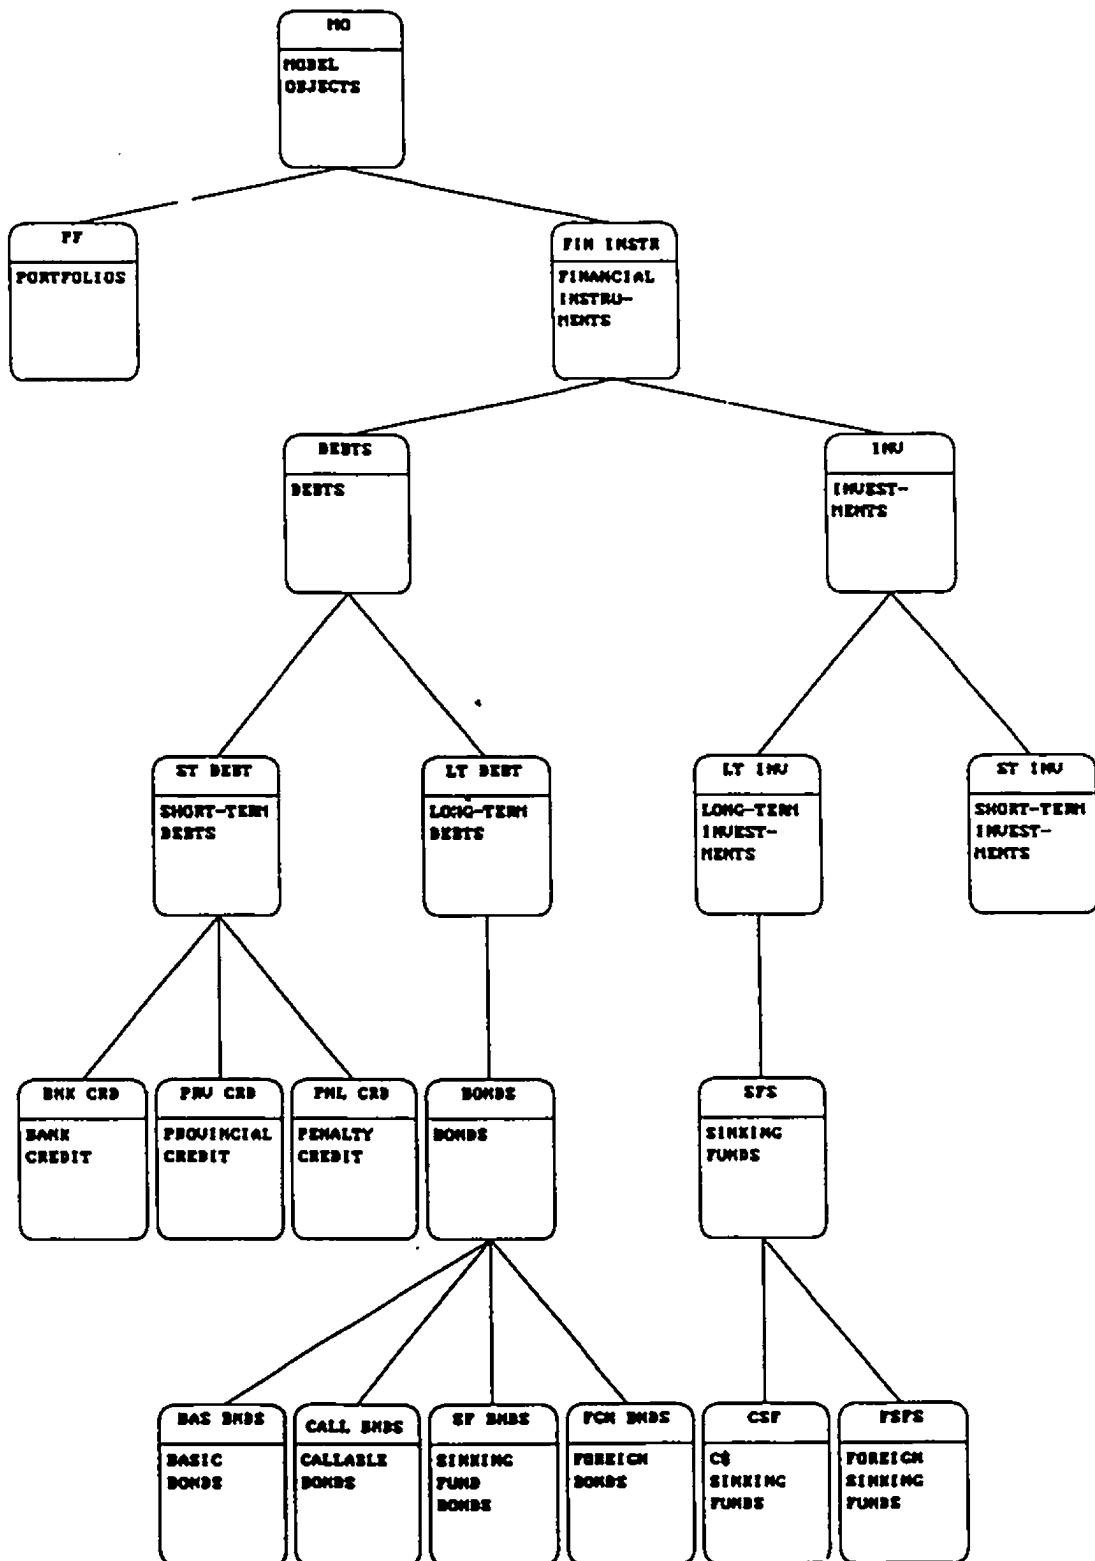 MO
MODEL
OBJECTS
PF
PORTFOLIOS
FIN INSTR
FINANCIAL
INSTRU-
MENTS
DEBTS
DEBTS
INV
INVEST-
MENTS
ST DEBT
SHORT-TERM
DEBTS
LT DEBT
LONG-TERM
DEBTS
LT INV
LONG-TERM
INVEST-
MENTS
ST INV
SHORT-TERM
INVEST-
MENTS
BNK CRD
BANK
CREDIT
PRV CRD
PROVINCIAL
CREDIT
PNL CRD
PENALTY
CREDIT
BONDS
BONDS
SFS
SINKING
FUNDS
BAS BNDS
BASIC
BONDS
CALL BNDS
CALLABLE
BONDS
SF BNDS
SINKING
FUND
BONDS
FGN BNDS
FOREIGN
BONDS
CSF
C$
SINKING
FUNDS
FSFS
FOREIGN
SINKING
FUNDS